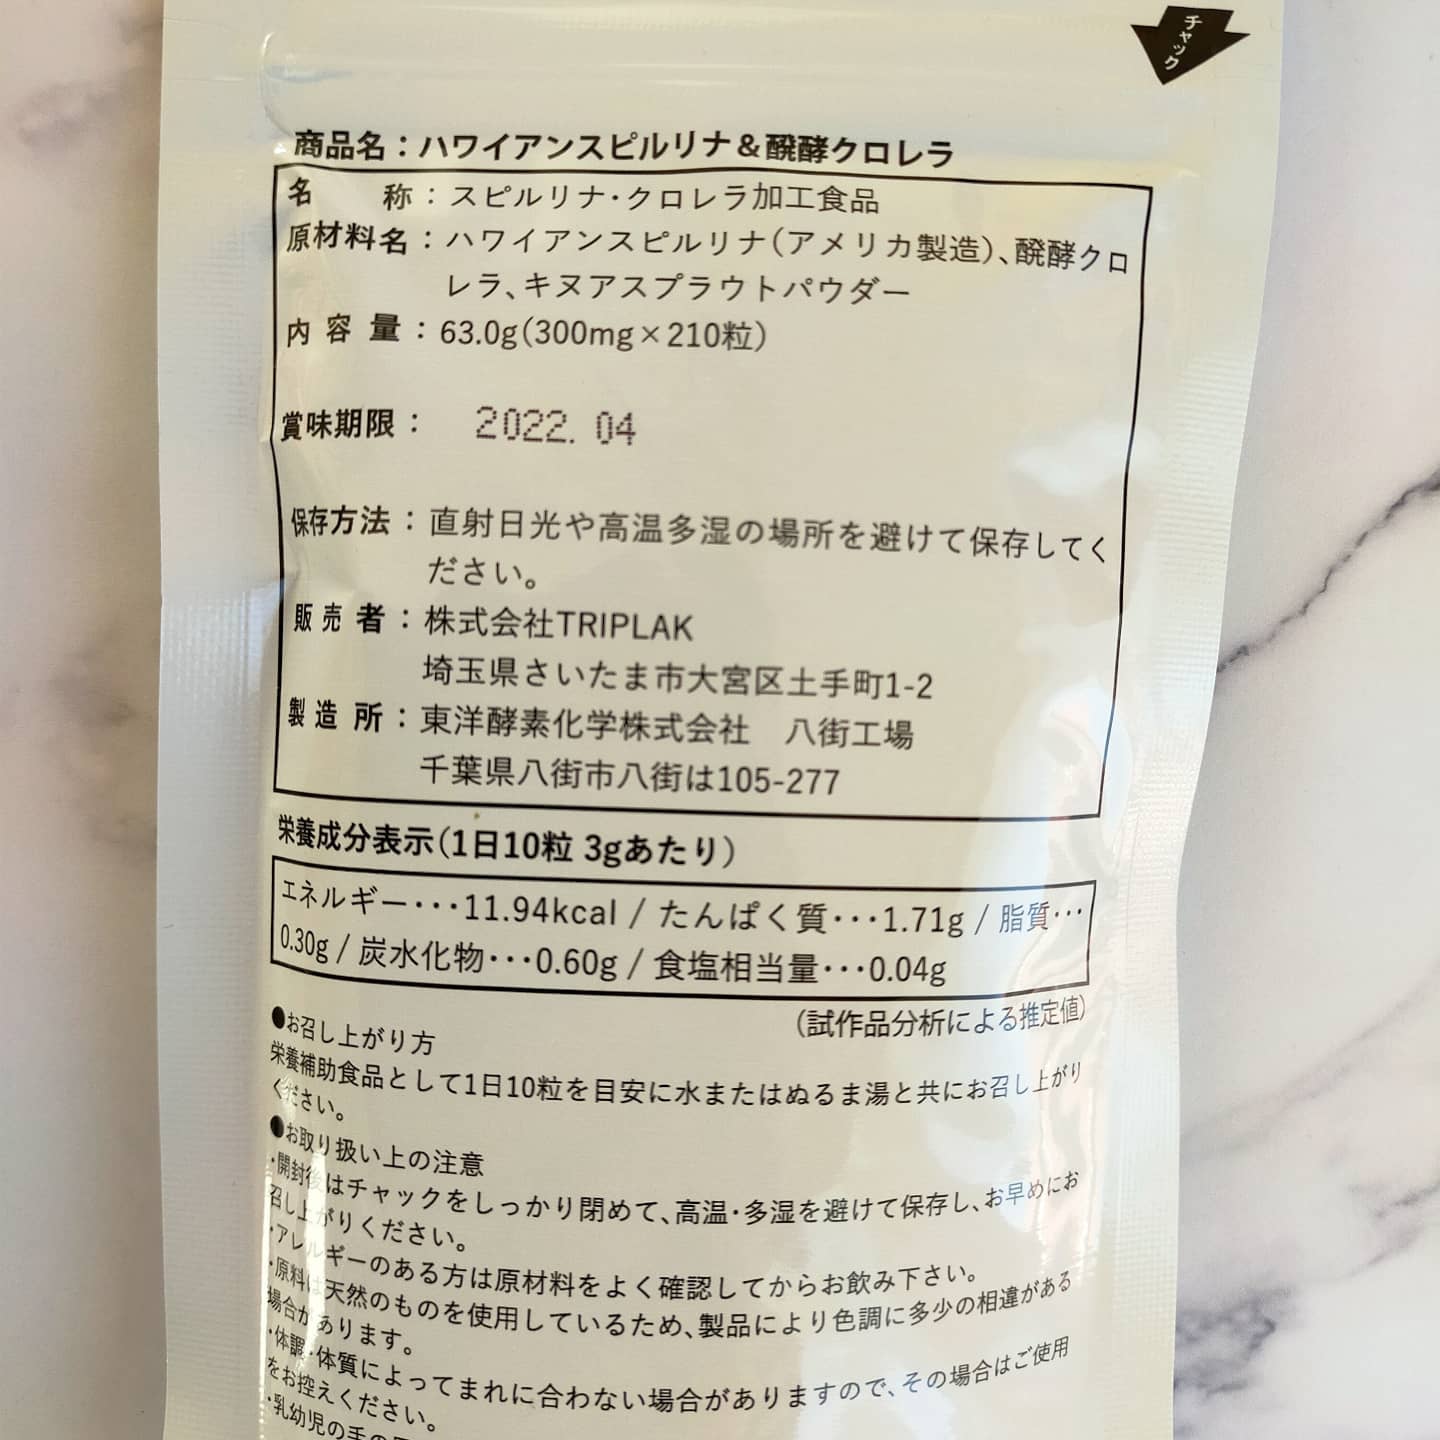 チャック
商品名：ハワイアンスピルリナ＆醗酵クロレラ
名　　称：スピルリナ・クロレラ加工食品
原材料名：ハワイアンスピルリナ（アメリカ製造）、醗酵クロ
レラ、キヌアスプラウトパウダー
内容量：63.0g（300mg×210粒）
賞味期限：　2022.04
保存方法：直射日光や高温多湿の場所を避けて保存してく
ださい。
販売者：株式会社TRIPLAK
埼玉県さいたま市大宮区土手町1-2
製造所：東洋酵素化学株式会社　八街工場
千葉県八街市八街は105-277
栄養成分表示（1日10粒 3gあたり）
エネルギー･･･11.94kcal / たんぱく質･･･1.71g / 脂質･･･
0.30g / 炭水化物･･･0.60g / 食塩相当量･･･0.04g
（試作品分析による推定値）
●お召し上がり方
栄養補助食品として1日10粒を目安に水またはぬるま湯と共にお召し上がり
ください。
●お取り扱い上の注意
・開封後はチャックをしっかり閉めて、高温・多湿を避けて保存し、お早めにお
召し上がりください。
・アレルギーのある方は原材料をよく確認してからお飲み下さい。
・原料は天然のものを使用しているため、製品により色調に多少の相違がある
場合があります。
・体調・体質によってまれに合わない場合がありますので、その場合はご使用
をお控えください。
・乳幼児の手の